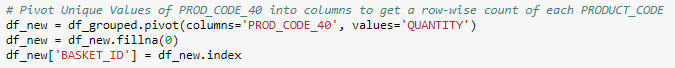 # Pivot Unique Values of PROD_CODE_40 into columns to get a row-wise count of each PRODUCT_CODE
df_new = df_grouped.pivot(columns='PROD_CODE_40', values='QUANTITY')
df_new = df_new.fillna(0)
df_new['BASKET_ID'] = df_new.index